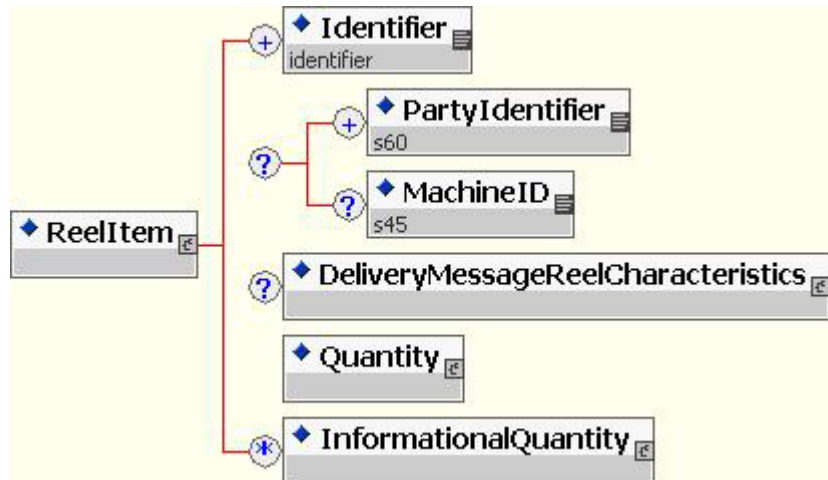 + Identifier
identifier
+ PartyIdentifier
s60
?
? MachineID
s45
ReelItem
? DeliveryMessageReelCharacteristics
Quantity
* InformationalQuantity